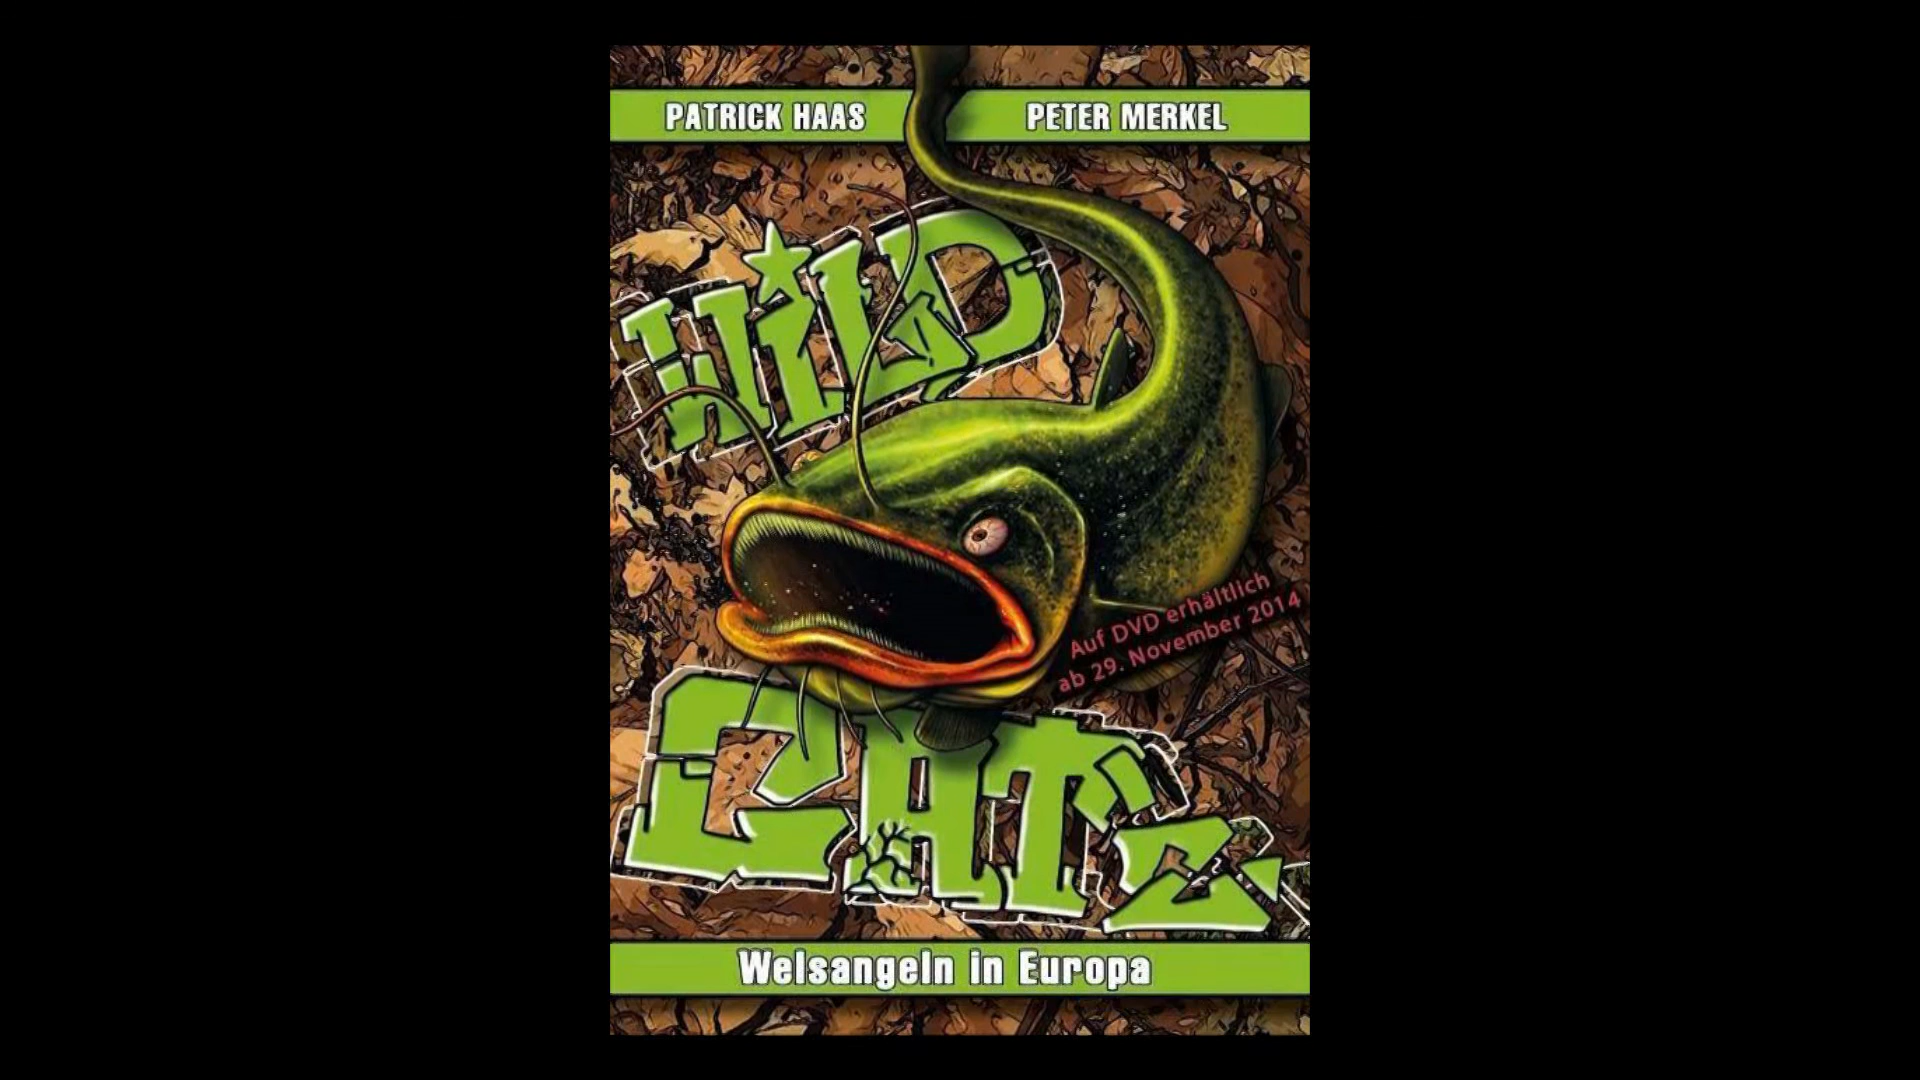 PATRICK HAAS
PETER MERKEL
WiLD
Auf DVD erhältlich
ab 29. November 2014
CATZ
Welsangeln in Europa